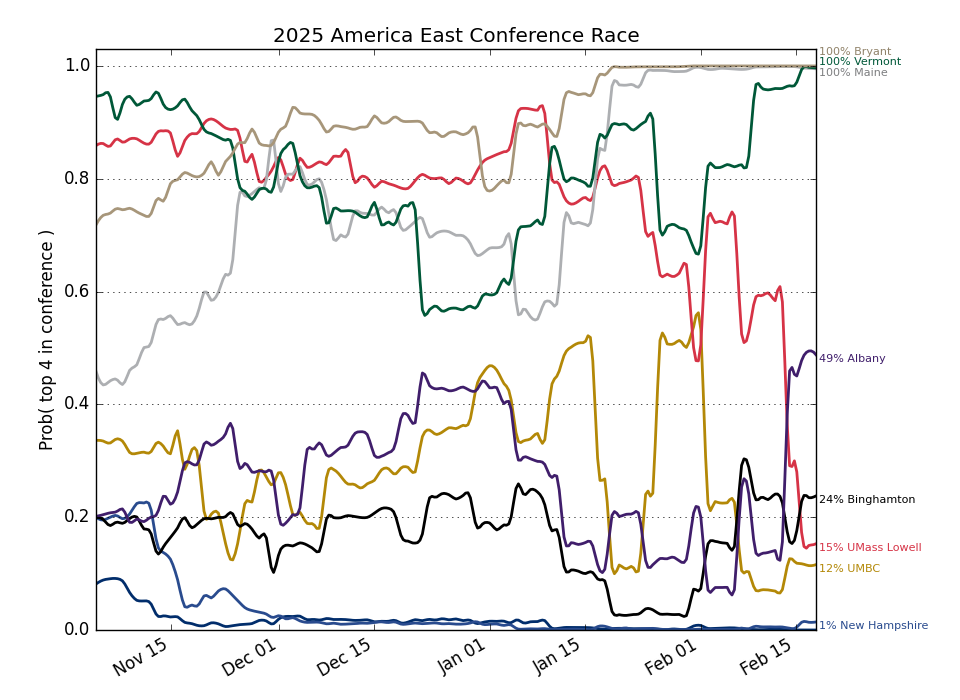 2025 America East Conference Race
Prob( top 4 in conference )
1.0
0.8
0.6
0.4
0.2
0.0
Nov 15
Dec 01
Dec 15
Jan 01
Jan 15
Feb 01
Feb 15
100% Bryant
100% Vermont
100% Maine
49% Albany
24% Binghamton
15% UMass Lowell
12% UMBC
1% New Hampshire